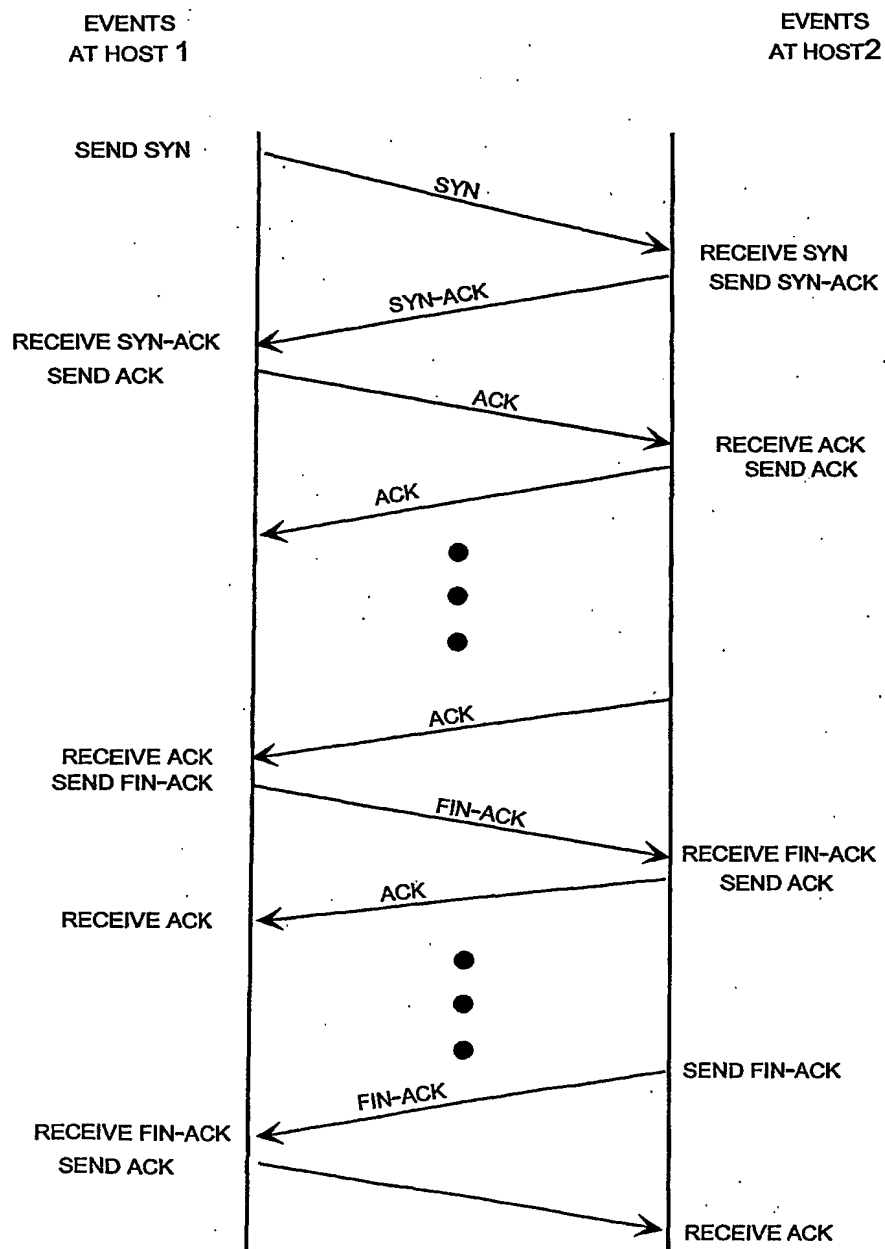 EVENTS
AT HOST 1
EVENTS
AT HOST2
SEND SYN
SYN
RECEIVE SYN
SEND SYN-ACK
SYN-ACK
RECEIVE SYN-ACK
SEND ACK
ACK
RECEIVE ACK
SEND ACK
ACK
ACK
RECEIVE ACK
SEND FIN-ACK
FIN-ACK
RECEIVE FIN-ACK
SEND ACK
ACK
RECEIVE ACK
SEND FIN-ACK
FIN-ACK
RECEIVE FIN-ACK
SEND ACK
RECEIVE ACK